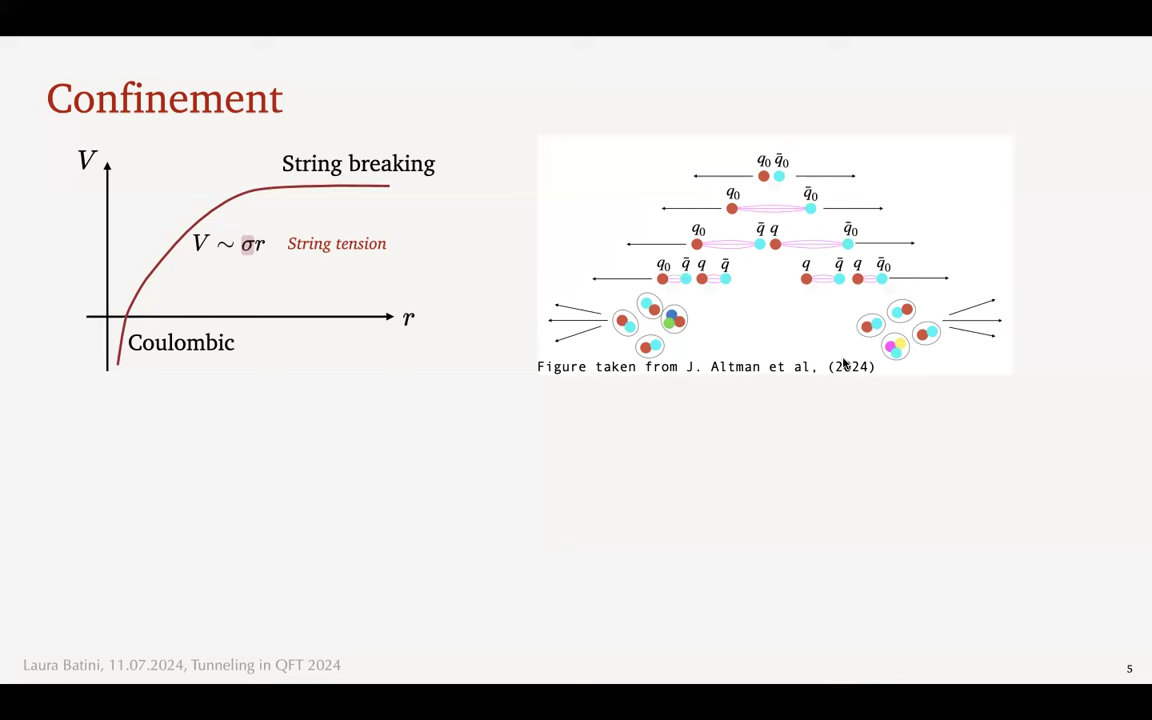 Confinement
V
String breaking
V ∼ σr
String tension
r
Coulombic
q₀ q̄₀
q₀ q̄₀
q₀ q̄ q q̄₀
q₀ q̄ q q̄ q q̄ q q̄₀
Figure taken from J. Altman et al, (2024)
Laura Batini, 11.07.2024, Tunneling in QFT 2024
5